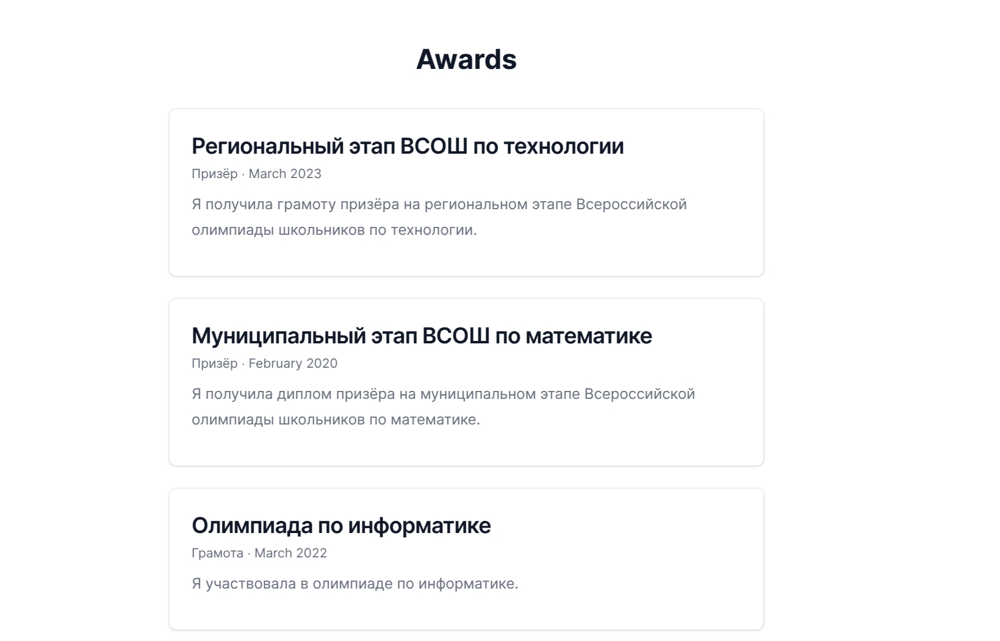 Awards
Региональный этап ВСОШ по технологии
Призёр · March 2023
Я получила грамоту призёра на региональном этапе Всероссийской
олимпиады школьников по технологии.
Муниципальный этап ВСОШ по математике
Призёр · February 2020
Я получила диплом призёра на муниципальном этапе Всероссийской
олимпиады школьников по математике.
Олимпиада по информатике
Грамота · March 2022
Я участвовала в олимпиаде по информатике.